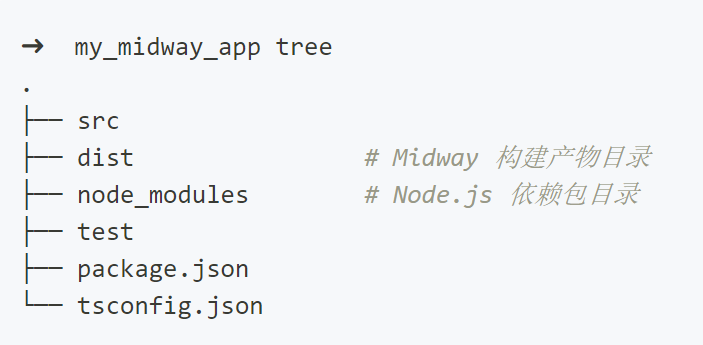 ➜  my_midway_app tree
.
├── src
├── dist                # Midway 构建产物目录
├── node_modules        # Node.js 依赖包目录
├── test
├── package.json
└── tsconfig.json